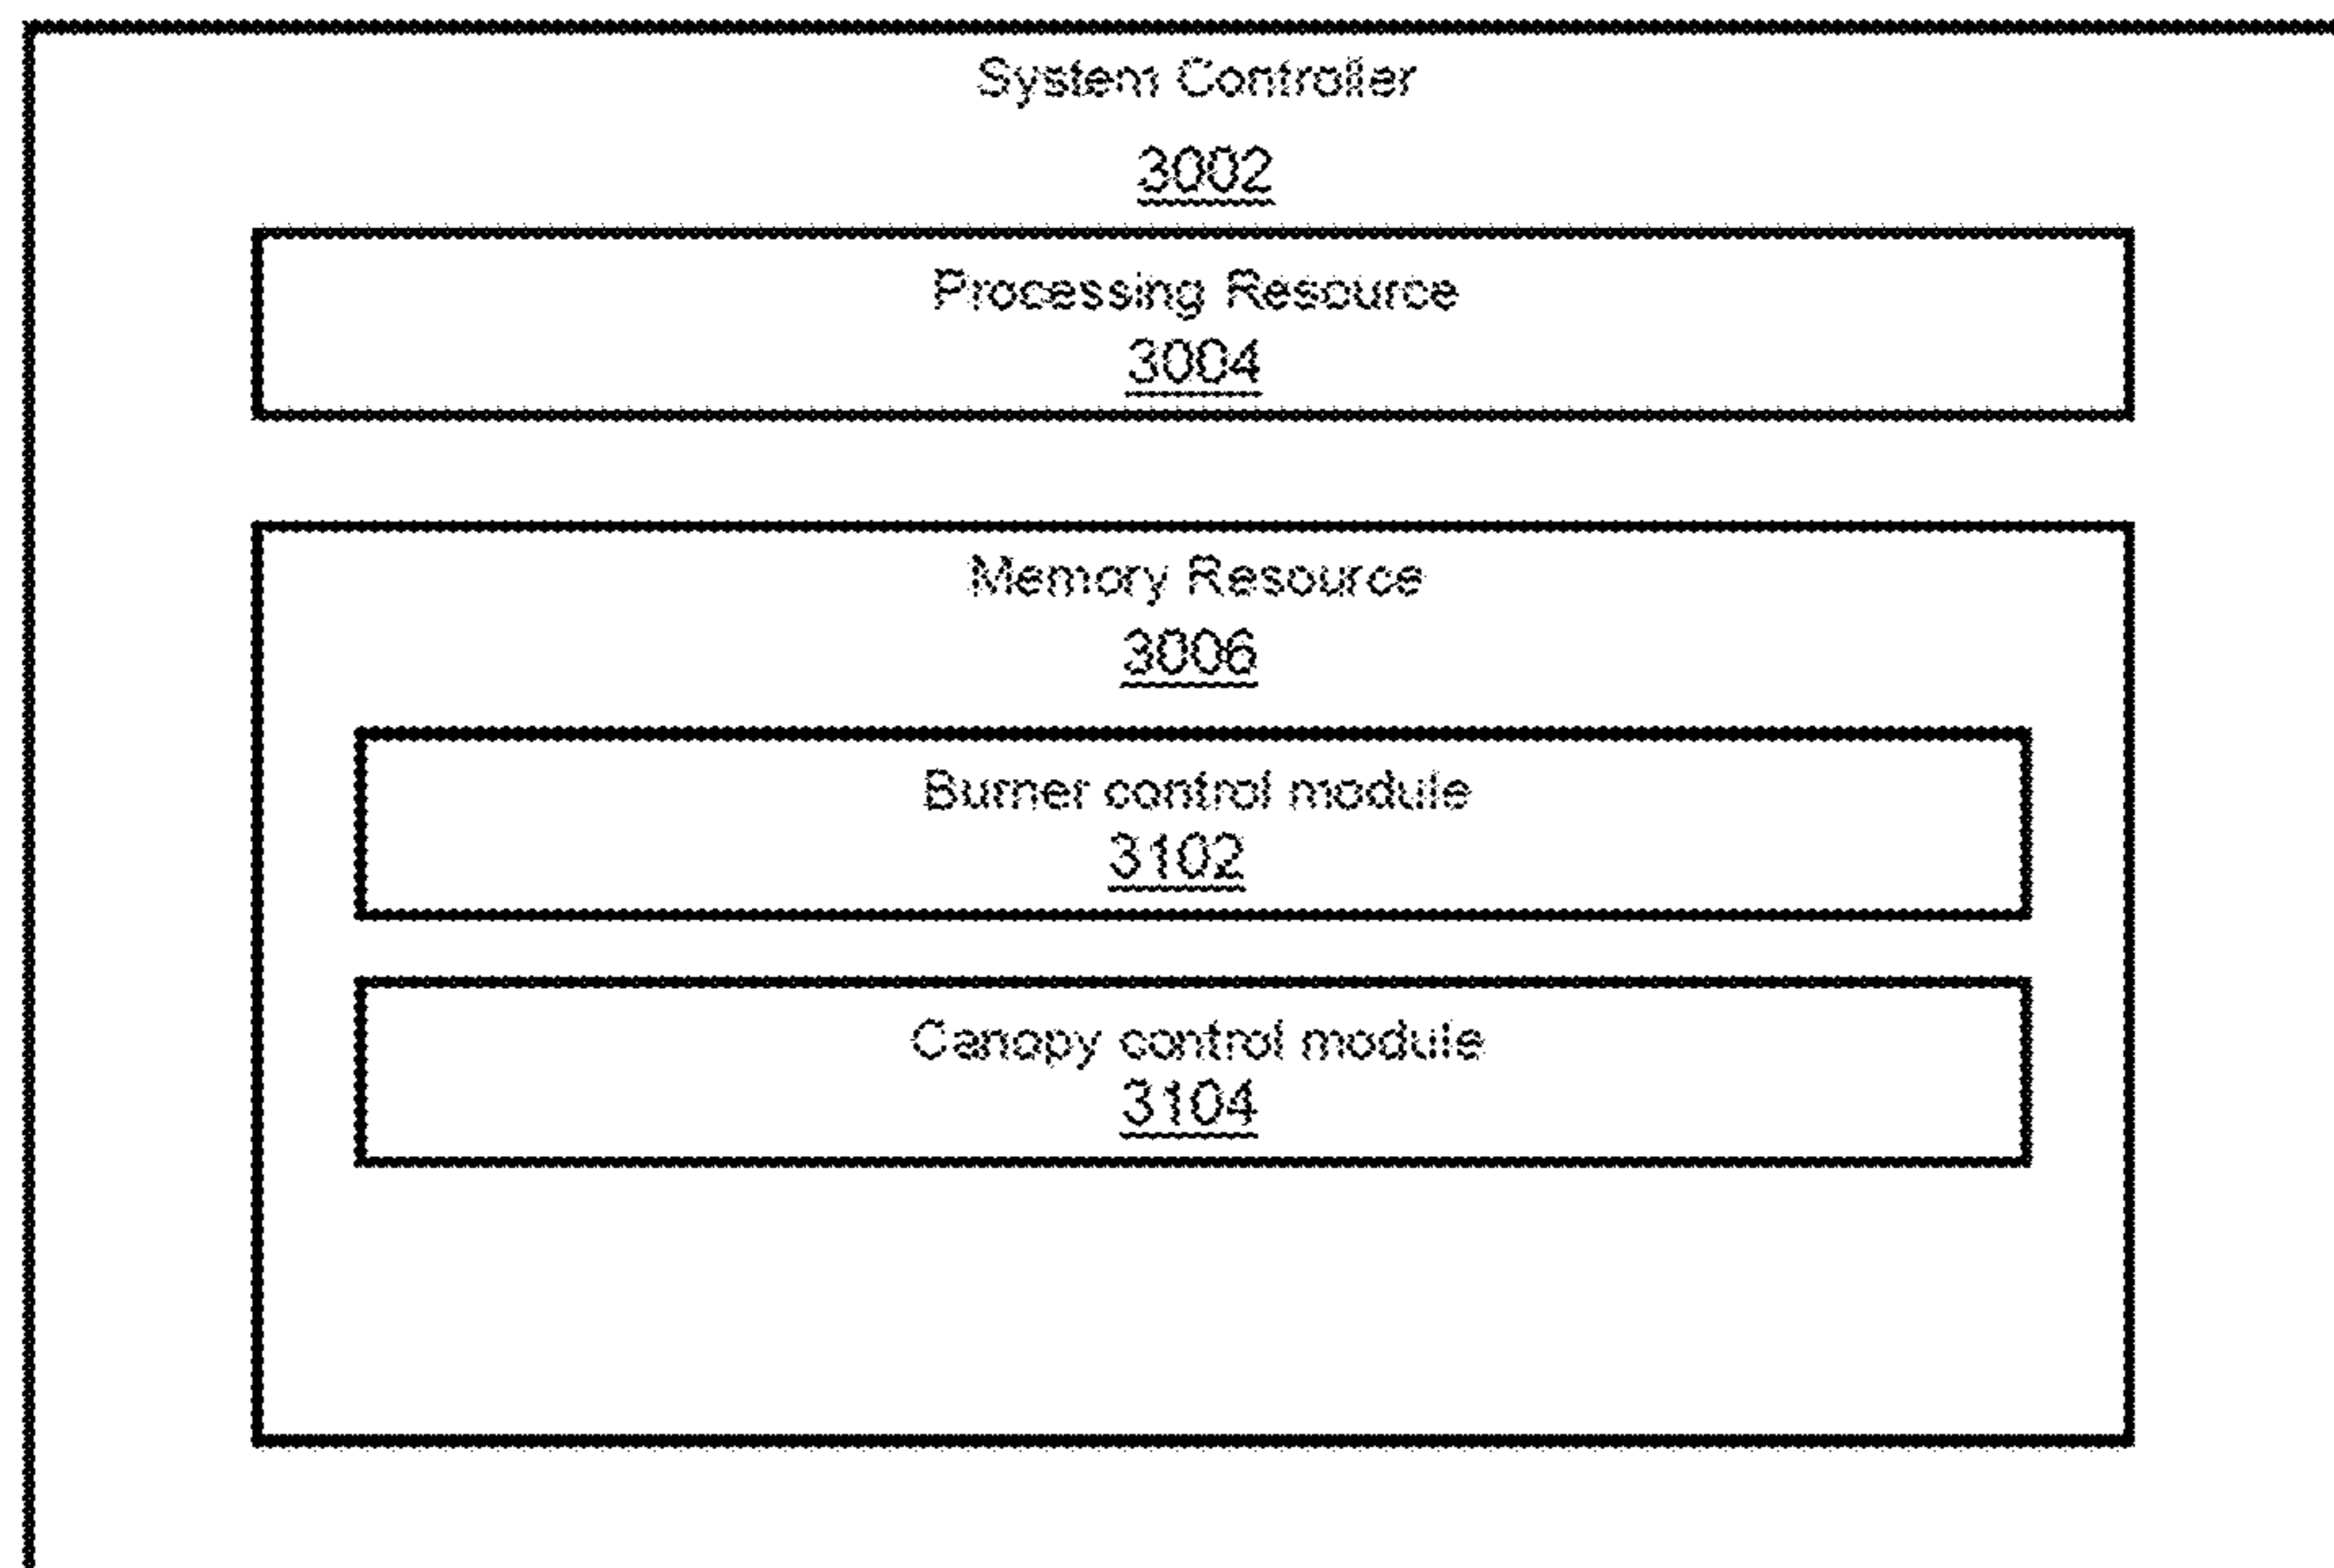 System Controller
3002
Processing Resource
3004
Memory Resource
3006
Burner control module
3102
Canopy control module
3104